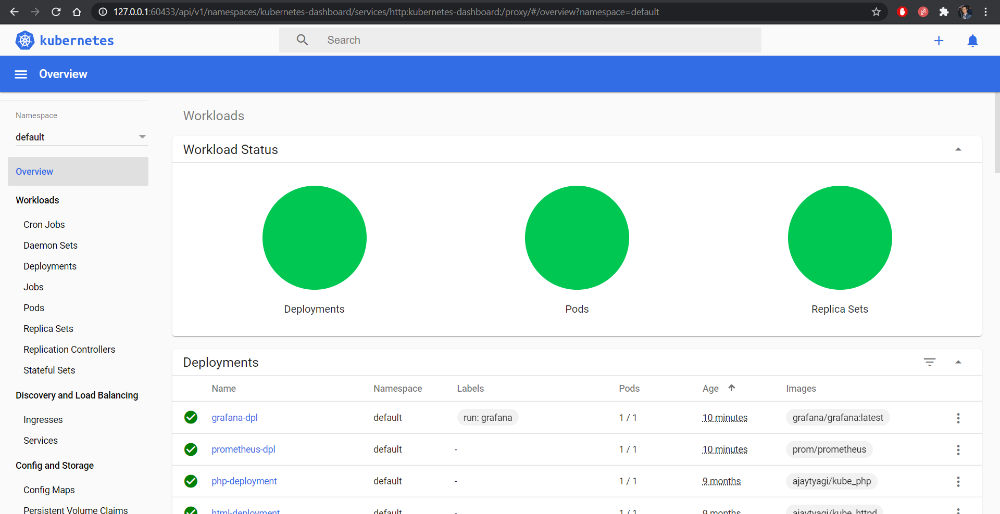 127.0.0.1:60433/api/v1/namespaces/kubernetes-dashboard/services/http:kubernetes-dashboard:/proxy/#/overview?namespace=default
kubernetes
Search
Overview
Namespace
default
Overview
Workloads
Cron Jobs
Daemon Sets
Deployments
Jobs
Pods
Replica Sets
Replication Controllers
Stateful Sets
Discovery and Load Balancing
Ingresses
Services
Config and Storage
Config Maps
Persistent Volume Claims
Workloads
Workload Status
Deployments Pods Replica Sets
Deployments
Name Namespace Labels Pods Age Images
grafana-dpl default run: grafana 1 / 1 10 minutes grafana/grafana:latest
prometheus-dpl default - 1 / 1 10 minutes prom/prometheus
php-deployment default - 1 / 1 9 months ajaytyagi/kube_php
html-deployment default - 1 / 1 9 months ajaytyagi/kube_httpd